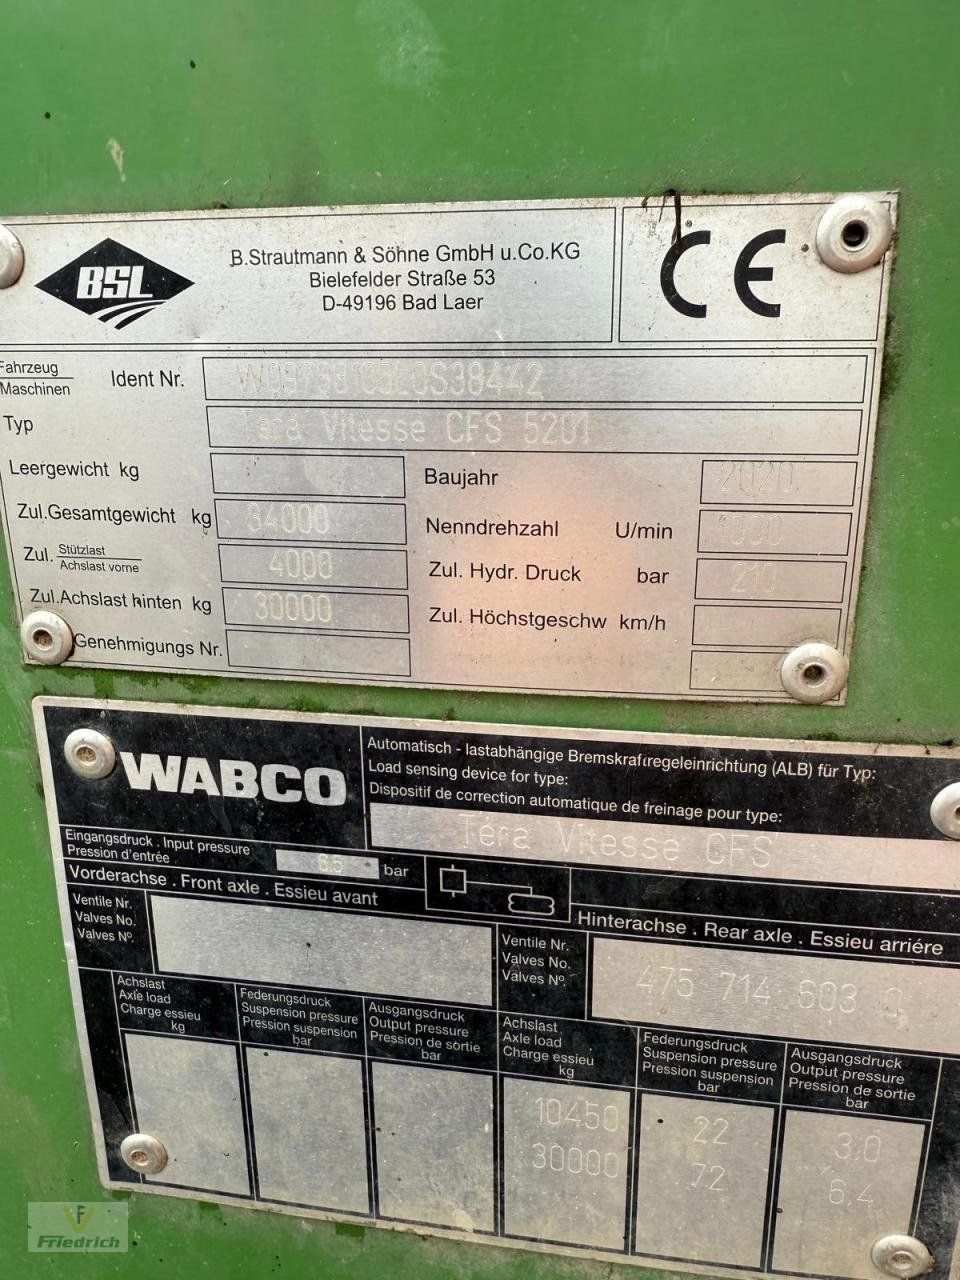 BSL
B.Strautmann & Söhne GmbH u.Co.KG
Bielefelder Straße 53
D-49196 Bad Laer
CE
Fahrzeug
Maschinen
Ident Nr.
Typ
Tera Vitesse CFS 5201
Leergewicht kg
Baujahr
2020
Zul.Gesamtgewicht kg
34000
Nenndrehzahl U/min
1000
Zul. Stützlast
Achslast vorne
4000
Zul. Hydr. Druck bar
210
Zul.Achslast hinten kg
30000
Zul. Höchstgeschw km/h
Genehmigungs Nr.
WABCO
Automatisch - lastabhängige Bremskraftregeleinrichtung (ALB) für Typ:
Load sensing device for type:
Dispositif de correction automatique de freinage pour type:
Tera Vitesse CFS
Eingangsdruck . Input pressure
Pression d'entrée
6.5 bar
Vorderachse . Front axle . Essieu avant
Hinterachse . Rear axle . Essieu arriére
Ventile Nr.
Valves No.
Valves Nº.
Ventile Nr.
Valves No.
Valves Nº.
475 714 603 0
Achslast
Axle load
Charge essieu
kg
Federungsdruck
Suspension pressure
Pression suspension
bar
Ausgangsdruck
Output pressure
Pression de sortie
bar
Achslast
Axle load
Charge essieu
kg
Federungsdruck
Suspension pressure
Pression suspension
bar
Ausgangsdruck
Output pressure
Pression de sortie
bar
10450 22 3.0
30000 72 6.4
Friedrich